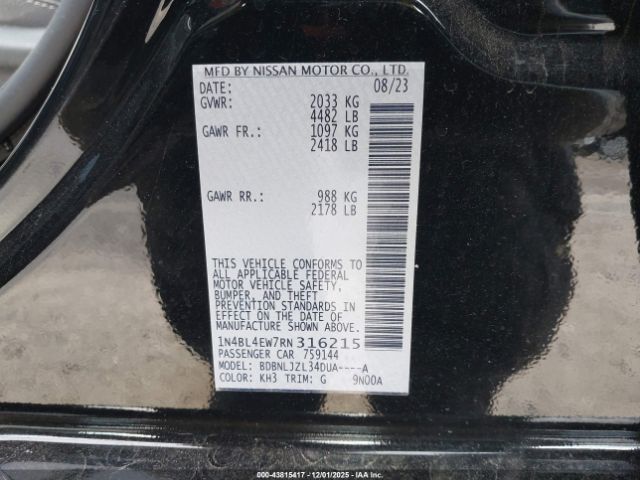 MFD BY NISSAN MOTOR CO., LTD.
DATE: 08/23
GVWR: 2033 KG
4482 LB
GAWR FR.: 1097 KG
2418 LB
GAWR RR.: 988 KG
2178 LB
THIS VEHICLE CONFORMS TO
ALL APPLICABLE FEDERAL
MOTOR VEHICLE SAFETY,
BUMPER, AND THEFT
PREVENTION STANDARDS IN
EFFECT ON THE DATE OF
MANUFACTURE SHOWN ABOVE.
1N4BL4EW7RN316215
PASSENGER CAR 759144
MODEL: BDBNLJZL34DUA----A
COLOR: KH3 TRIM: G 9N00A
000-43815417 • 12/01/2025 • IAAI.com